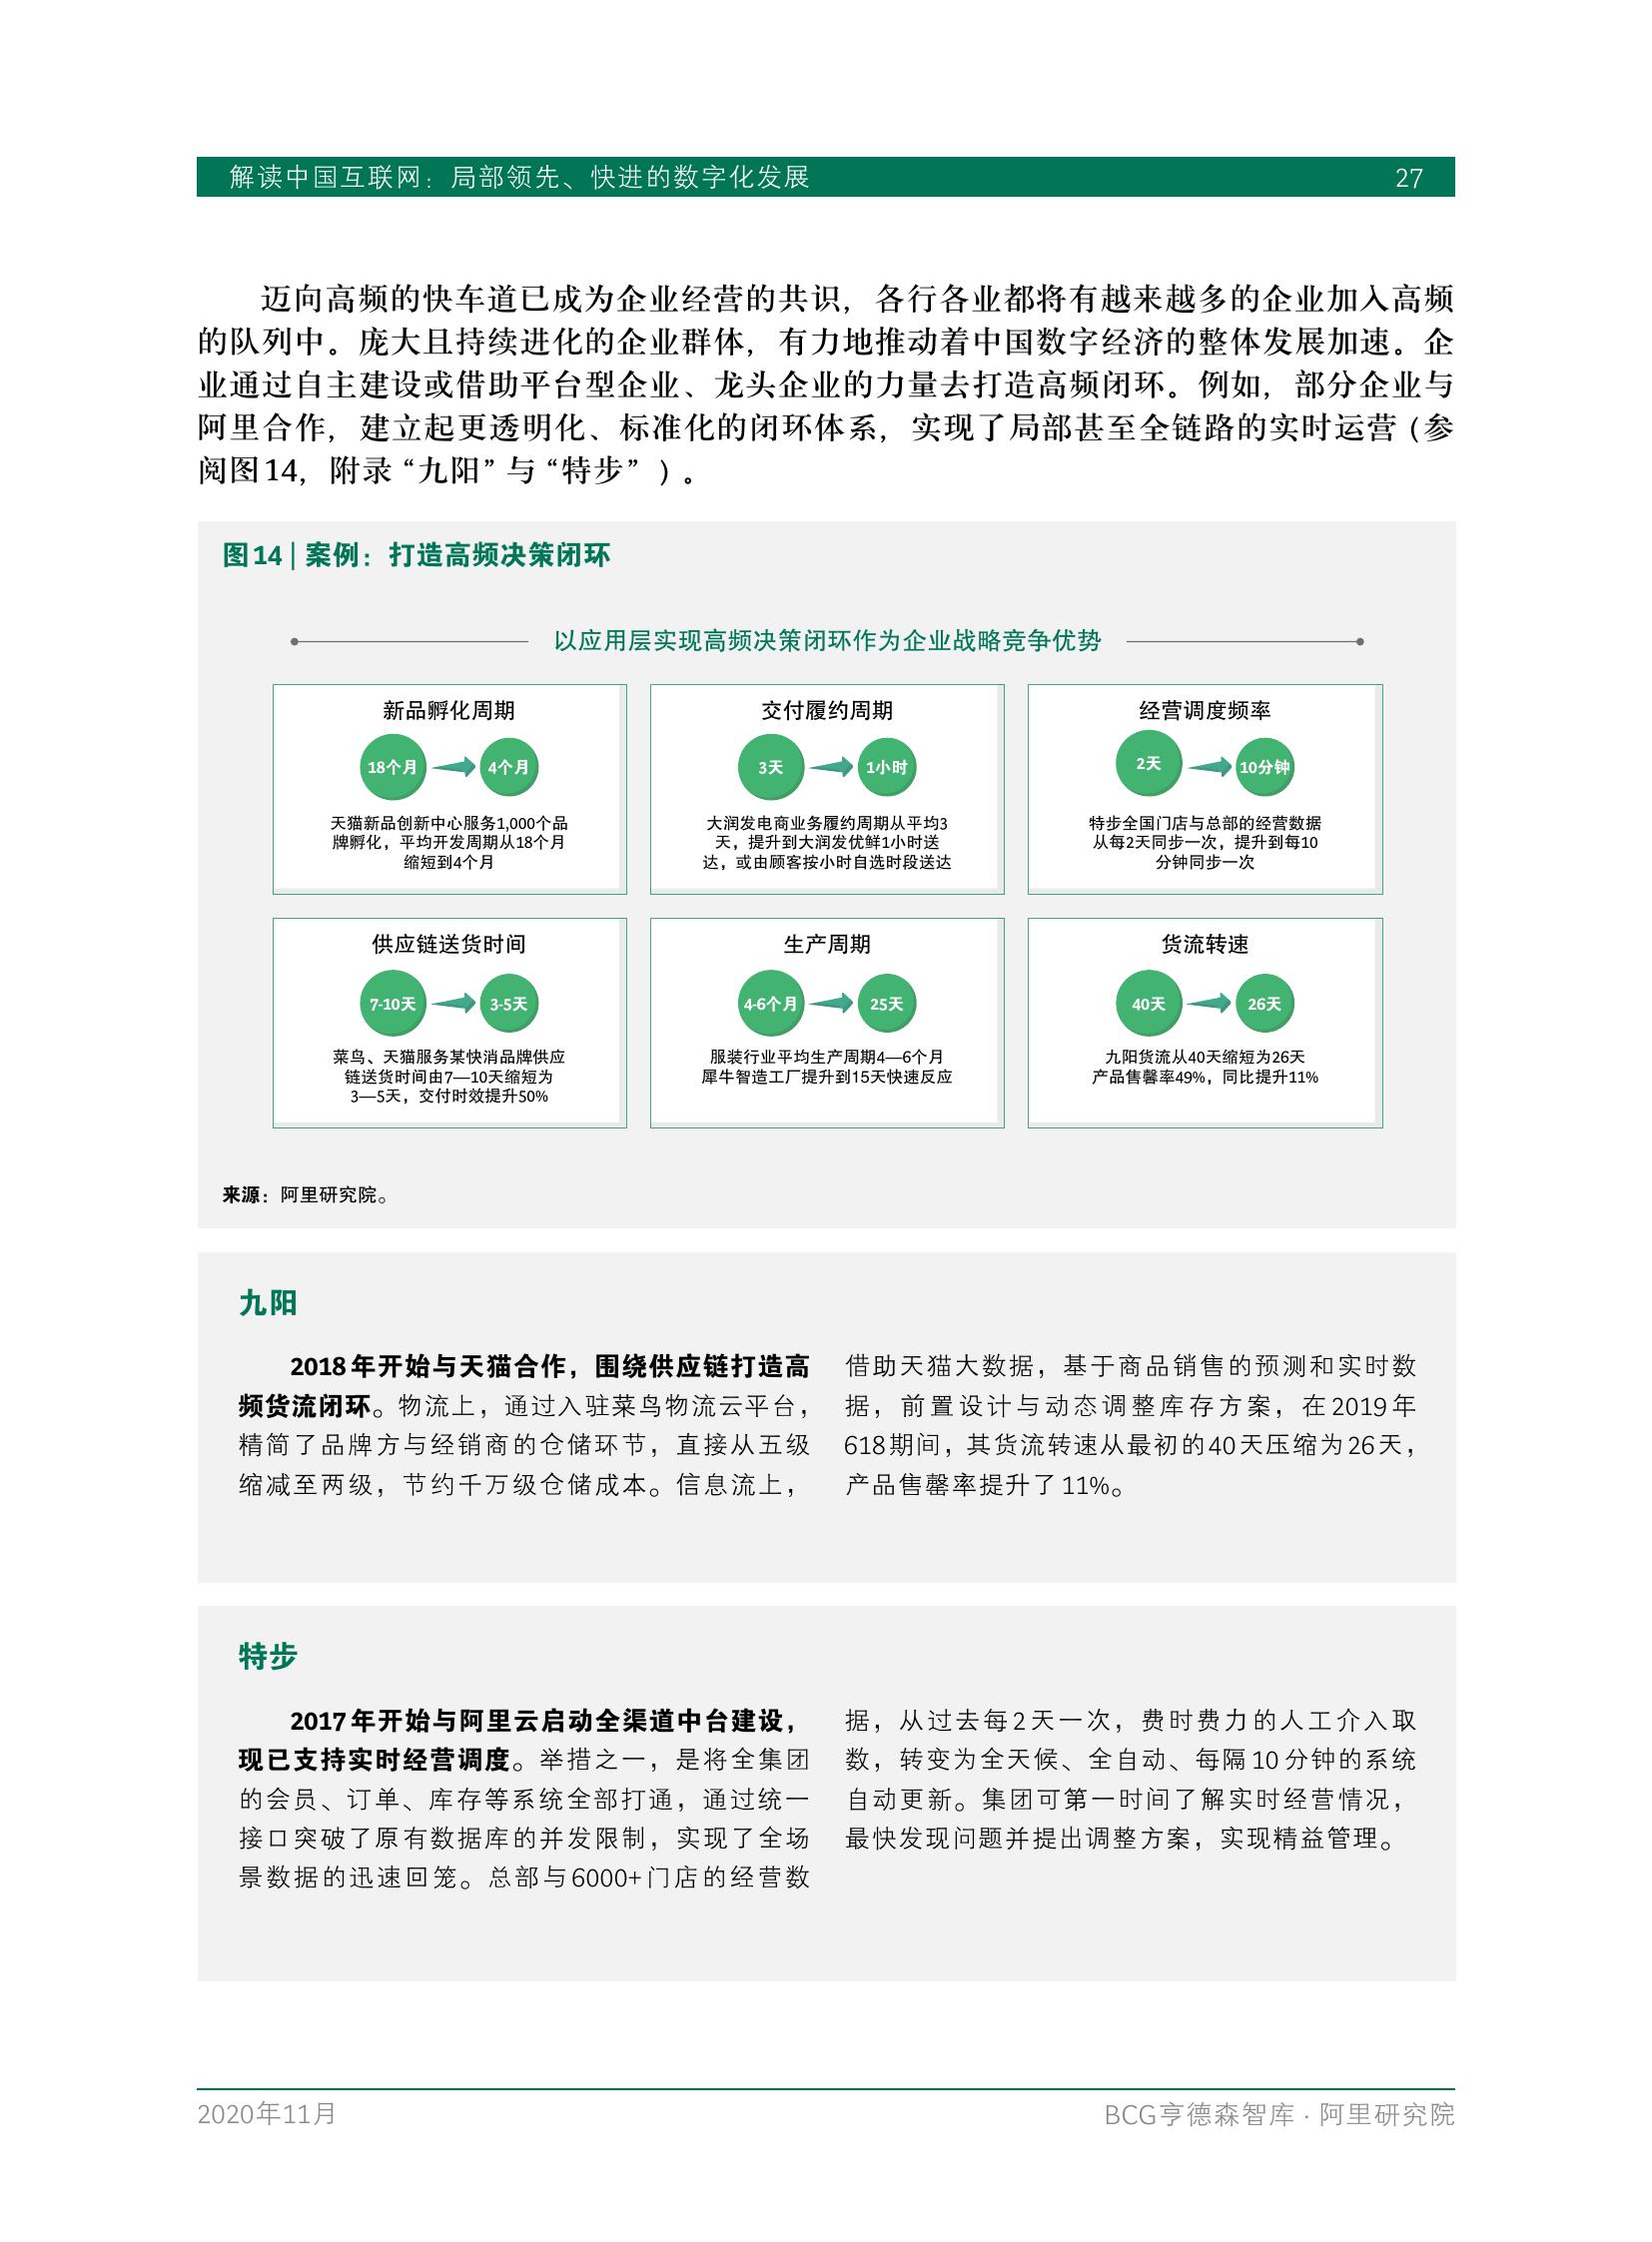 解读中国互联网：局部领先、快进的数字化发展
27
迈向高频的快车道已成为企业经营的共识，各行各业都将有越来越多的企业加入高频
的队列中。庞大且持续进化的企业群体，有力地推动着中国数字经济的整体发展加速。企
业通过自主建设或借助平台型企业、龙头企业的力量去打造高频闭环。例如，部分企业与
阿里合作，建立起更透明化、标准化的闭环体系，实现了局部甚至全链路的实时运营（参
阅图14，附录“九阳”与“特步”）。
图14 | 案例：打造高频决策闭环
以应用层实现高频决策闭环作为企业战略竞争优势
新品孵化周期
18个月
4个月
天猫新品创新中心服务1,000个品
牌孵化，平均开发周期从18个月
缩短到4个月
交付履约周期
3天
1小时
大润发电商业务履约周期从平均3
天，提升到大润发优鲜1小时送
达，或由顾客按小时自选时段送达
经营调度频率
2天
10分钟
特步全国门店与总部的经营数据
从每2天同步一次，提升到每10
分钟同步一次
供应链送货时间
7-10天
3-5天
菜鸟、天猫服务某快消品牌供应
链送货时间由7—10天缩短为
3—5天，交付时效提升50%
生产周期
4-6个月
25天
服装行业平均生产周期4—6个月
犀牛智造工厂提升到15天快速反应
货流转速
40天
26天
九阳货流从40天缩短为26天
产品售馨率49%，同比提升11%
来源：阿里研究院。
九阳
2018年开始与天猫合作，围绕供应链打造高
频货流闭环。物流上，通过入驻菜鸟物流云平台，
精简了品牌方与经销商的仓储环节，直接从五级
缩减至两级，节约千万级仓储成本。信息流上，
借助天猫大数据，基于商品销售的预测和实时数
据，前置设计与动态调整库存方案，在2019年
618期间，其货流转速从最初的40天压缩为26天，
产品售罄率提升了11%。
特步
2017年开始与阿里云启动全渠道中台建设，
现已支持实时经营调度。举措之一，是将全集团
的会员、订单、库存等系统全部打通，通过统一
接口突破了原有数据库的并发限制，实现了全场
景数据的迅速回笼。总部与6000+门店的经营数
据，从过去每2天一次，费时费力的人工介入取
数，转变为全天候、全自动、每隔10分钟的系统
自动更新。集团可第一时间了解实时经营情况，
最快发现问题并提出调整方案，实现精益管理。
2020年11月
BCG亨德森智库 · 阿里研究院